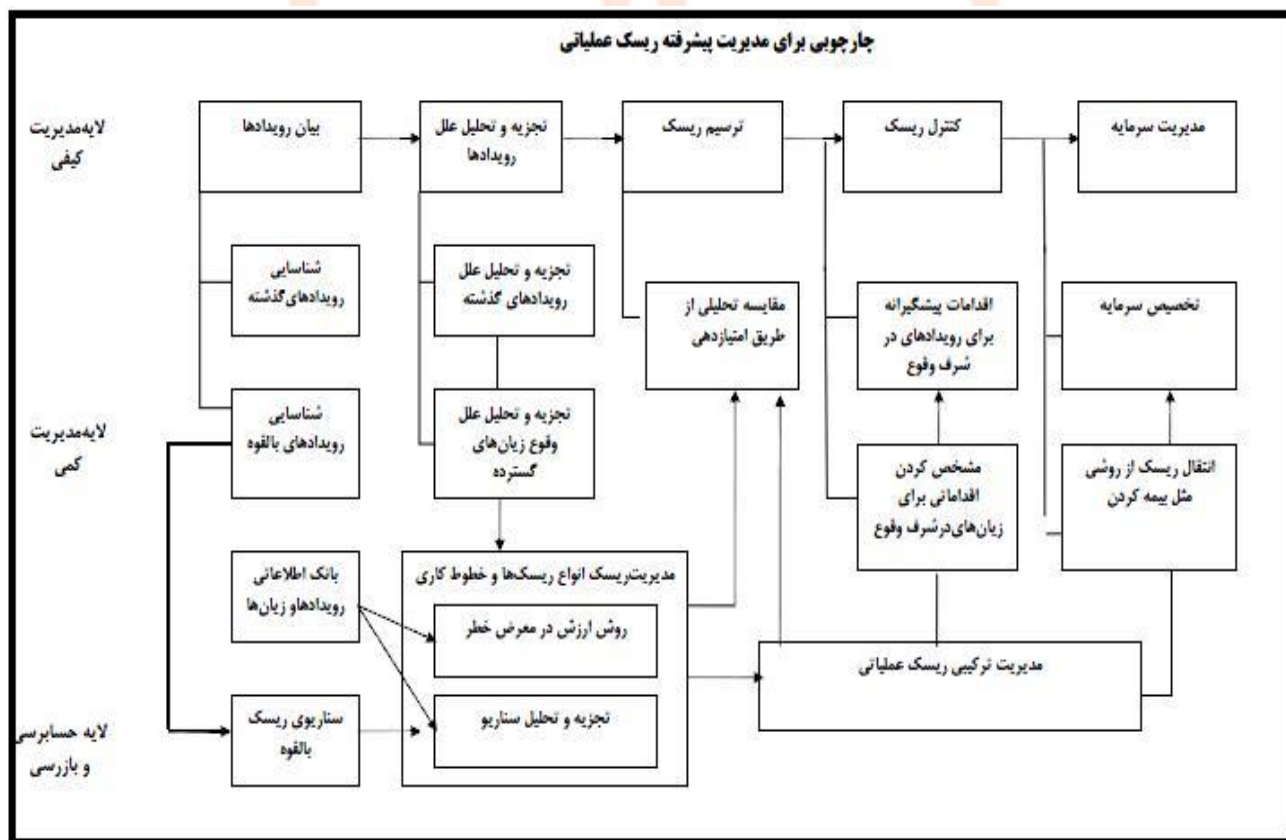 چارچوبی برای مدیریت پیشرفته ریسک عملیاتی
لایه‌مدیریت
کیفی
بیان رویدادها
تجزیه و تحلیل علل
رویدادها
ترسیم ریسک
کنترل ریسک
مدیریت سرمایه
شناسایی
رویدادهای‌گذشته
تجزیه و تحلیل علل
رویدادهای گذشته
مقایسه تحلیلی از
طریق امتیازدهی
اقدامات پیشگیرانه
برای رویدادهای در
شرف وقوع
تخصیص سرمایه
لایه‌مدیریت
کمی
شناسایی
رویدادهای بالقوه
تجزیه و تحلیل علل
وقوع زیان‌های
گسترده
مشخص کردن
اقداماتی برای
زیان‌های‌درشرف وقوع
انتقال ریسک از روشی
مثل بیمه کردن
بانک اطلاعاتی
رویدادهاو زیان‌ها
مدیریت‌ریسک انواع ریسک‌ها و خطوط کاری
روش ارزش در معرض خطر
تجزیه و تحلیل سناریو
مدیریت ترکیبی ریسک عملیاتی
لایه حسابرسی
و بازرسی
سناریوی ریسک
بالقوه